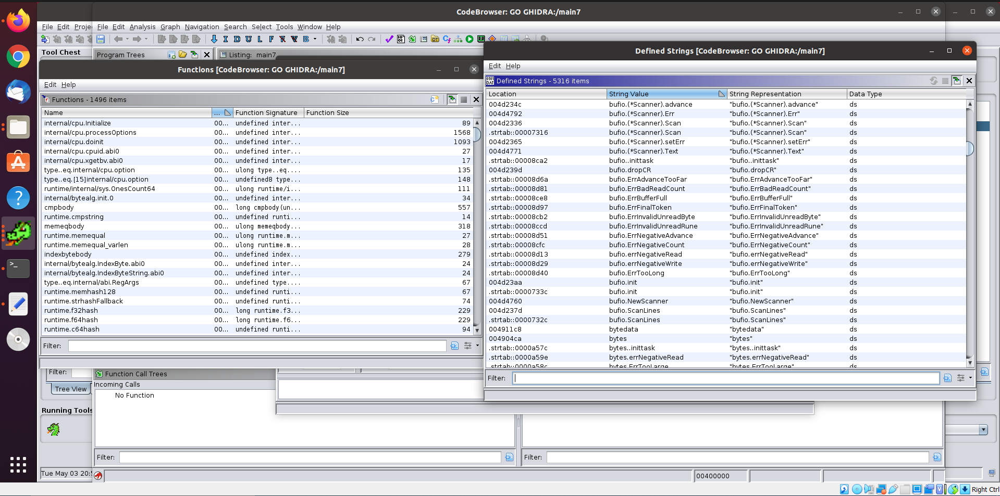 CodeBrowser: GO GHIDRA:/main7
File Edit Proje
File Edit Analysis Graph Navigation Search Select Tools Window Help
I D U L F B
Tool Chest
Program Trees
Listing: main7
Functions [CodeBrowser: GO GHIDRA:/main7]
Edit Help
Functions - 1496 items
Name ... Function Signature Function Size
internal/cpu.Initialize 00... undefined inter... 89
internal/cpu.processOptions 00... undefined inter... 1568
internal/cpu.doinit 00... undefined inter... 1093
internal/cpu.cpuid.abi0 00... undefined inter... 27
internal/cpu.xgetbv.abi0 00... undefined inter... 17
type..eq.internal/cpu.option 00... ulong type..eq.... 135
type..eq.[15]internal/cpu.option 00... undefined8 type... 148
runtime/internal/sys.OnesCount64 00... ulong runtime/i... 111
internal/bytealg.init.0 00... undefined inter... 34
cmpbody 00... long cmpbody(un... 557
runtime.cmpstring 00... undefined runti... 14
memeqbody 00... ulong memeqbody... 318
runtime.memequal 00... ulong runtime.m... 27
runtime.memequal_varlen 00... ulong runtime.m... 28
indexbytebody 00... undefined index... 279
internal/bytealg.IndexByte.abi0 00... undefined inter... 24
internal/bytealg.IndexByteString.abi0 00... undefined inter... 24
type..eq.internal/abi.RegArgs 00... undefined type.... 67
runtime.memhash128 00... undefined runti... 67
runtime.strhashFallback 00... undefined runti... 74
runtime.f32hash 00... long runtime.f3... 229
runtime.f64hash 00... long runtime.f6... 229
runtime.c64hash 00... undefined runti... 94
Filter:
Defined Strings [CodeBrowser: GO GHIDRA:/main7]
Edit Help
Defined Strings - 5316 items
Location String Value String Representation Data Type
004d234c bufio.(*Scanner).advance "bufio.(*Scanner).advance" ds
004d4792 bufio.(*Scanner).Err "bufio.(*Scanner).Err" ds
004d2336 bufio.(*Scanner).Scan "bufio.(*Scanner).Scan" ds
.strtab::00007316 bufio.(*Scanner).Scan "bufio.(*Scanner).Scan" ds
004d2365 bufio.(*Scanner).setErr "bufio.(*Scanner).setErr" ds
004d4771 bufio.(*Scanner).Text "bufio.(*Scanner).Text" ds
.strtab::00008ca2 bufio..inittask "bufio..inittask" ds
004d239d bufio.dropCR "bufio.dropCR" ds
.strtab::00008d6a bufio.ErrAdvanceTooFar "bufio.ErrAdvanceTooFar" ds
.strtab::00008d81 bufio.ErrBadReadCount "bufio.ErrBadReadCount" ds
.strtab::00008ce8 bufio.ErrBufferFull "bufio.ErrBufferFull" ds
.strtab::00008d97 bufio.ErrFinalToken "bufio.ErrFinalToken" ds
.strtab::00008cb2 bufio.ErrInvalidUnreadByte "bufio.ErrInvalidUnreadByte" ds
.strtab::00008ccd bufio.ErrInvalidUnreadRune "bufio.ErrInvalidUnreadRune" ds
.strtab::00008d51 bufio.ErrNegativeAdvance "bufio.ErrNegativeAdvance" ds
.strtab::00008cfc bufio.ErrNegativeCount "bufio.ErrNegativeCount" ds
.strtab::00008d13 bufio.errNegativeRead "bufio.errNegativeRead" ds
.strtab::00008d29 bufio.errNegativeWrite "bufio.errNegativeWrite" ds
.strtab::00008d40 bufio.ErrTooLong "bufio.ErrTooLong" ds
004d23aa bufio.init "bufio.init" ds
.strtab::0000733c bufio.init "bufio.init" ds
004d4760 bufio.NewScanner "bufio.NewScanner" ds
004d237d bufio.ScanLines "bufio.ScanLines" ds
.strtab::0000732c bufio.ScanLines "bufio.ScanLines" ds
004911c8 bytedata "bytedata" ds
004904ca bytes "bytes" ds
.strtab::0000a57c bytes..inittask "bytes..inittask" ds
.strtab::0000a59e bytes.errNegativeRead "bytes.errNegativeRead" ds
.strtab::0000a58c bytes.ErrTooLarge "bytes.ErrTooLarge" ds
Filter:
Filter:
Tree View
Function Call Trees
Incoming Calls
No Function
Running Tools
Filter:
Filter:
Tue May 03 20:5
00400000
Right Ctrl